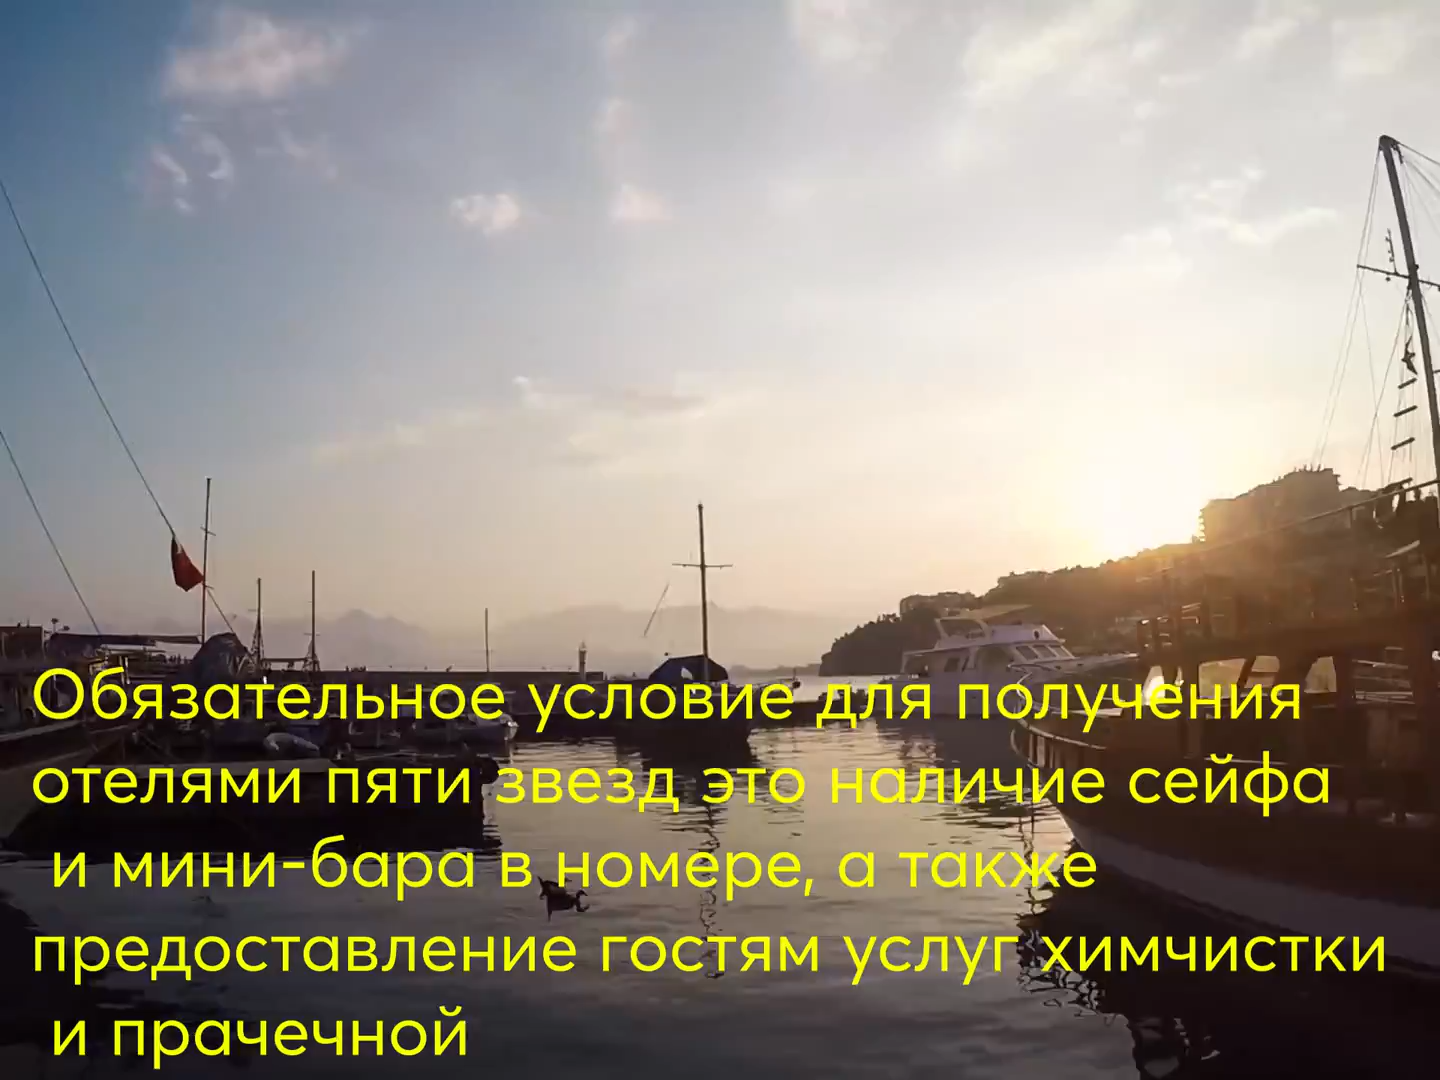 Обязательное условие для получения
отелями пяти звезд это наличие сейфа
и мини-бара в номере, а также
предоставление гостям услуг химчистки
и прачечной